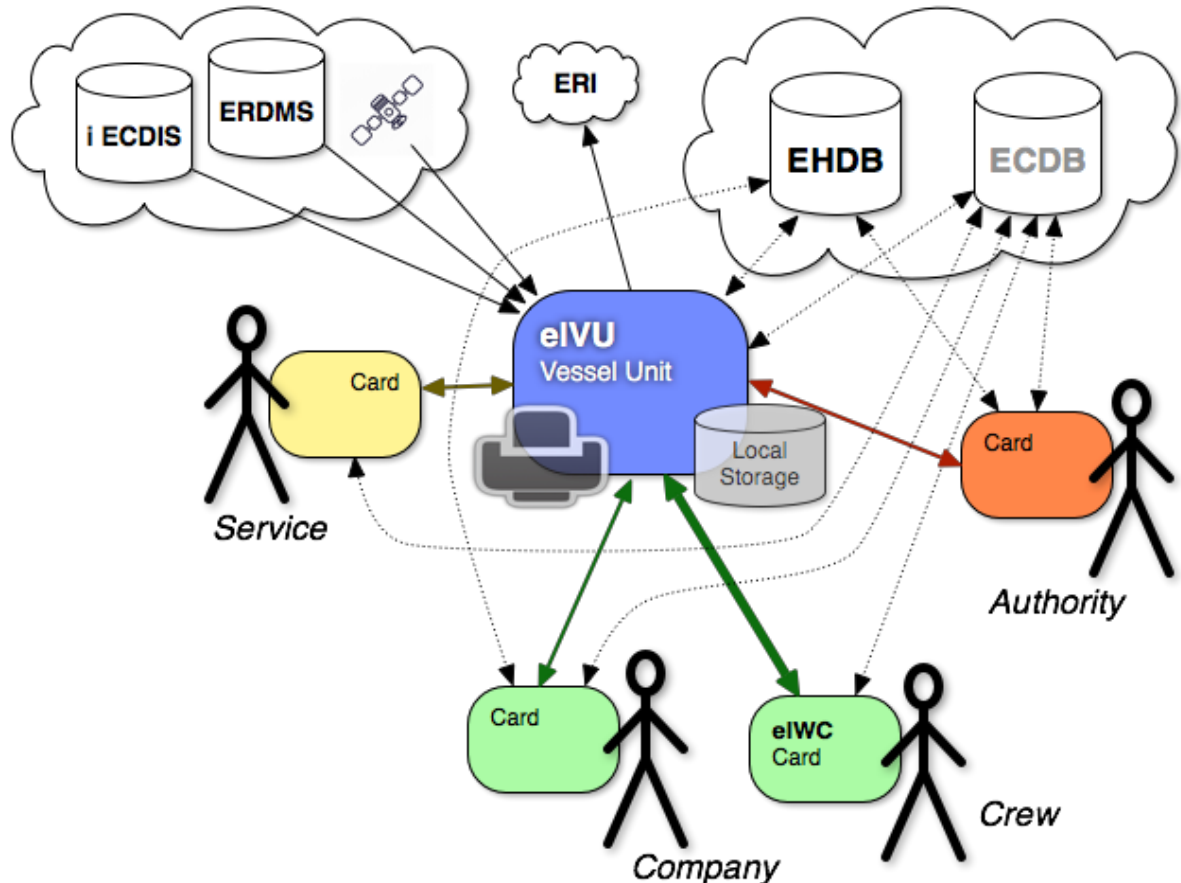 i ECDIS
ERDMS
ERI
EHDB
ECDB
eIVU
Vessel Unit
Card
Local
Storage
Card
Service
Authority
Card
eIWC
Card
Crew
Company